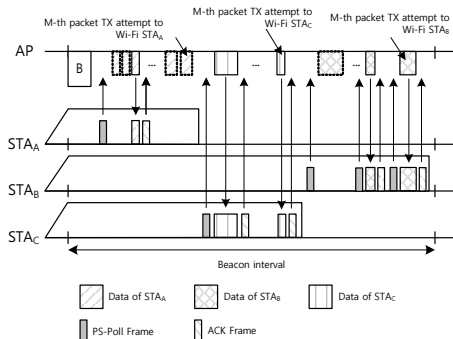 M-th packet TX attempt to
Wi-Fi STAA
M-th packet TX attempt to
Wi-Fi STAC
M-th packet TX attempt to
Wi-Fi STAB
AP
B
...
...
...
...
...
STAA
STAB
STAC
Beacon interval
Data of STAA
Data of STAB
Data of STAC
PS-Poll Frame
ACK Frame